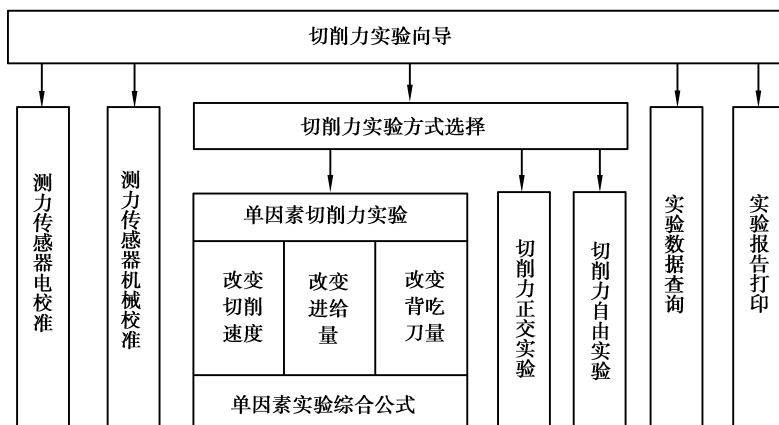 切削力实验向导
切削力实验方式选择
测力传感器电校准
测力传感器机械校准
单因素切削力实验
改变
切削
速度
改变
进给
量
改变
背吃
刀量
单因素实验综合公式
切削力正交实验
切削力自由实验
实验数据查询
实验报告打印